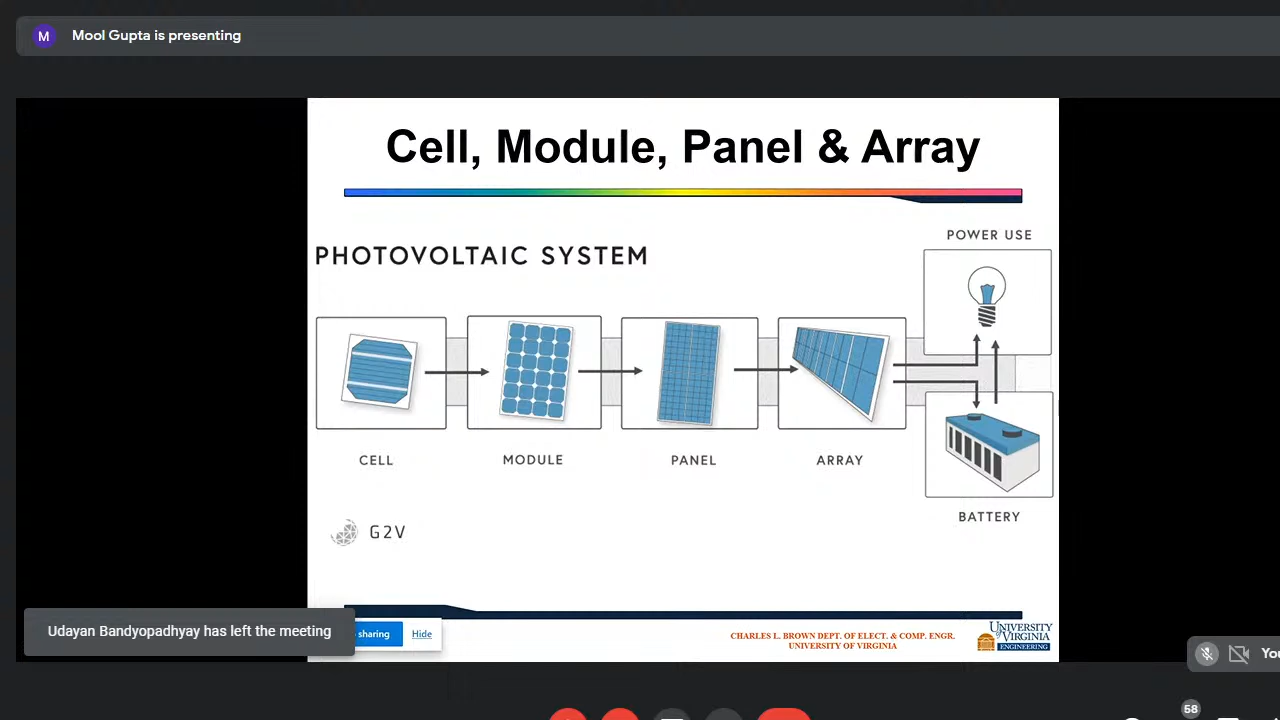 M
Mool Gupta is presenting
Cell, Module, Panel & Array
POWER USE
PHOTOVOLTAIC SYSTEM
CELL
MODULE
PANEL
ARRAY
BATTERY
G2V
Udayan Bandyopadhyay has left the meeting
sharing
Hide
CHARLES L. BROWN DEPT. OF ELECT. & COMP. ENGR.
UNIVERSITY OF VIRGINIA
UNIVERSITY
of VIRGINIA
ENGINEERING
You
58